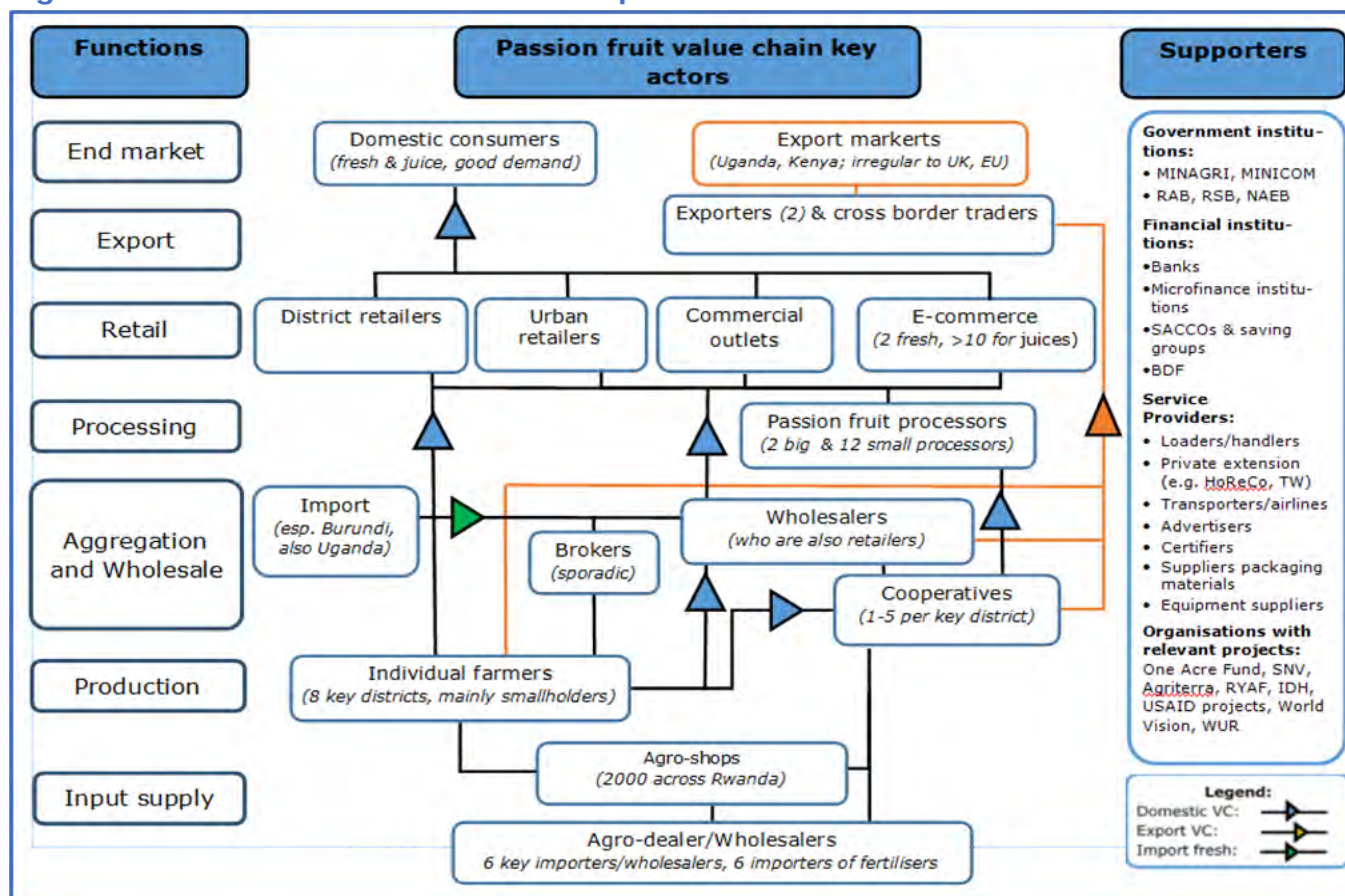 Functions
Passion fruit value chain key
actors
Supporters
End market
Export
Retail
Processing
Aggregation
and Wholesale
Production
Input supply
Domestic consumers
(fresh & juice, good demand)
Export markerts
(Uganda, Kenya; irregular to UK, EU)
Exporters (2) & cross border traders
District retailers
Urban
retailers
Commercial
outlets
E-commerce
(2 fresh, >10 for juices)
Passion fruit processors
(2 big & 12 small processors)
Import
(esp. Burundi,
also Uganda)
Brokers
(sporadic)
Wholesalers
(who are also retailers)
Cooperatives
(1-5 per key district)
Individual farmers
(8 key districts, mainly smallholders)
Agro-shops
(2000 across Rwanda)
Agro-dealer/Wholesalers
6 key importers/wholesalers, 6 importers of fertilisers
Government institu-
tions:
• MINAGRI, MINICOM
• RAB, RSB, NAEB
Financial institu-
tions:
•Banks
•Microfinance institu-
tions
•SACCOs & saving
groups
•BDF
Service
Providers:
• Loaders/handlers
• Private extension
(e.g. HoReCo, TW)
• Transporters/airlines
• Advertisers
• Certifiers
• Suppliers packaging
materials
• Equipment suppliers
Organisations with
relevant projects:
One Acre Fund, SNV,
Agriterra, RYAF, IDH,
USAID projects, World
Vision, WUR
Legend:
Domestic VC:
Export VC:
Import fresh: